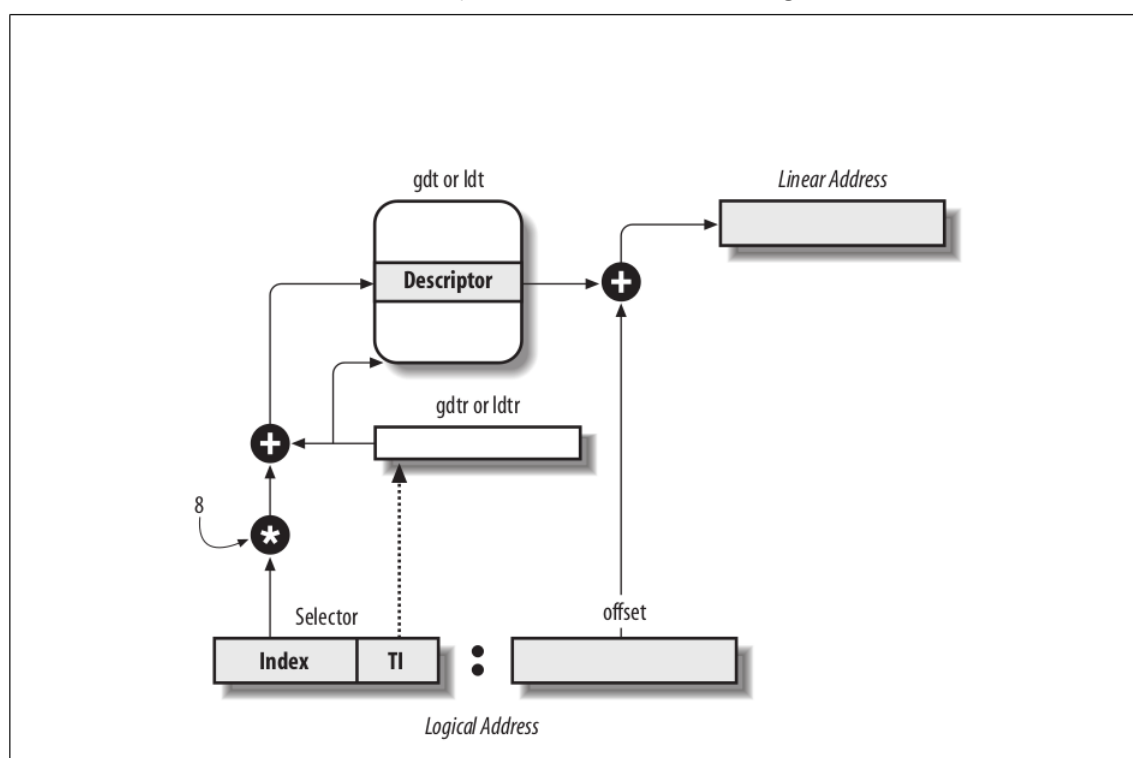 gdt or ldt
Linear Address
Descriptor
+
gdtr or ldtr
+
8
*
Selector
offset
Index
TI
:
Logical Address